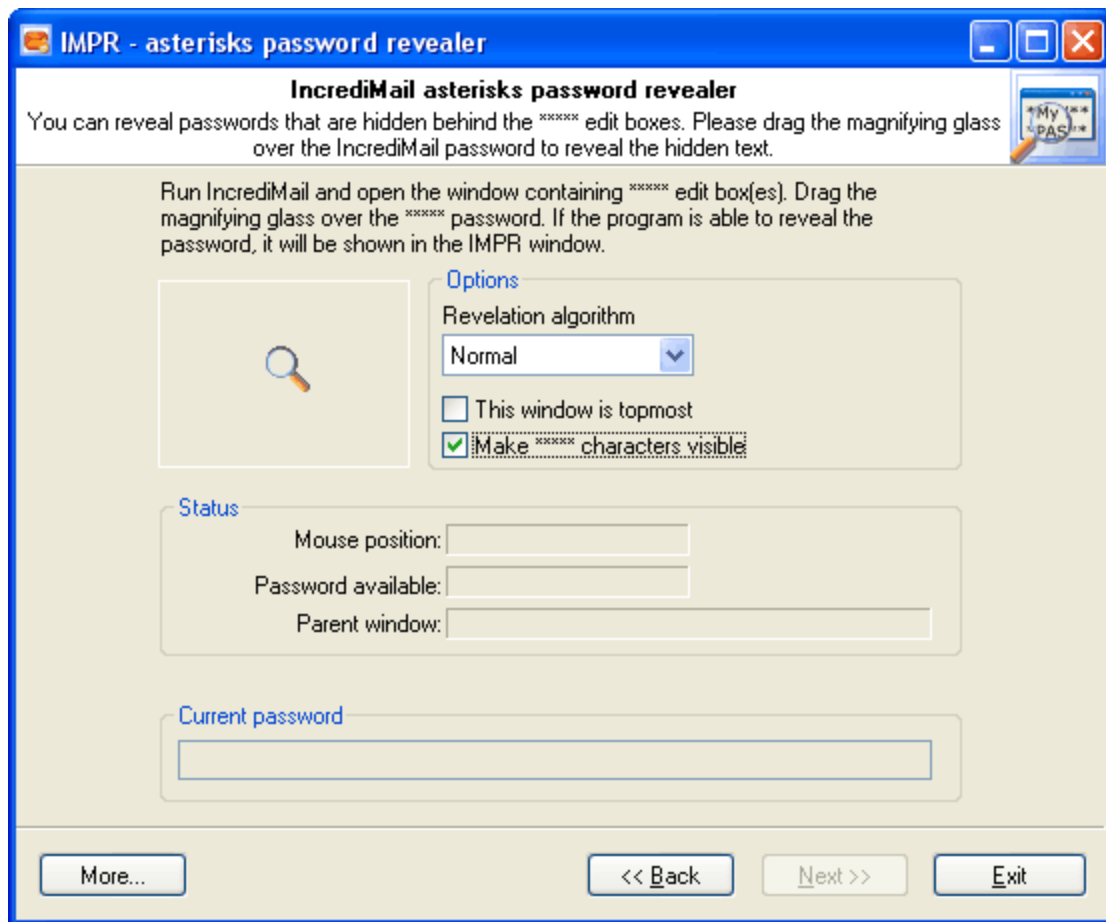 IMPR - asterisks password revealer
IncrediMail asterisks password revealer
You can reveal passwords that are hidden behind the ***** edit boxes. Please drag the magnifying glass
over the IncrediMail password to reveal the hidden text.
*My**
*PAS**
Run IncrediMail and open the window containing ***** edit box(es). Drag the
magnifying glass over the ***** password. If the program is able to reveal the
password, it will be shown in the IMPR window.
Options
Revelation algorithm
Normal
This window is topmost
Make ***** characters visible
Status
Mouse position:
Password available:
Parent window:
Current password
More...
<< Back
Next >>
Exit